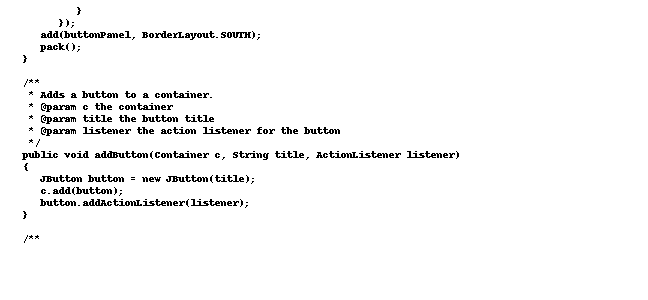 }
});
add(buttonPanel, BorderLayout.SOUTH);
pack();
}
/**
* Adds a button to a container.
* @param c the container
* @param title the button title
* @param listener the action listener for the button
*/
public void addButton(Container c, String title, ActionListener listener)
{
JButton button = new JButton(title);
c.add(button);
button.addActionListener(listener);
}
/**